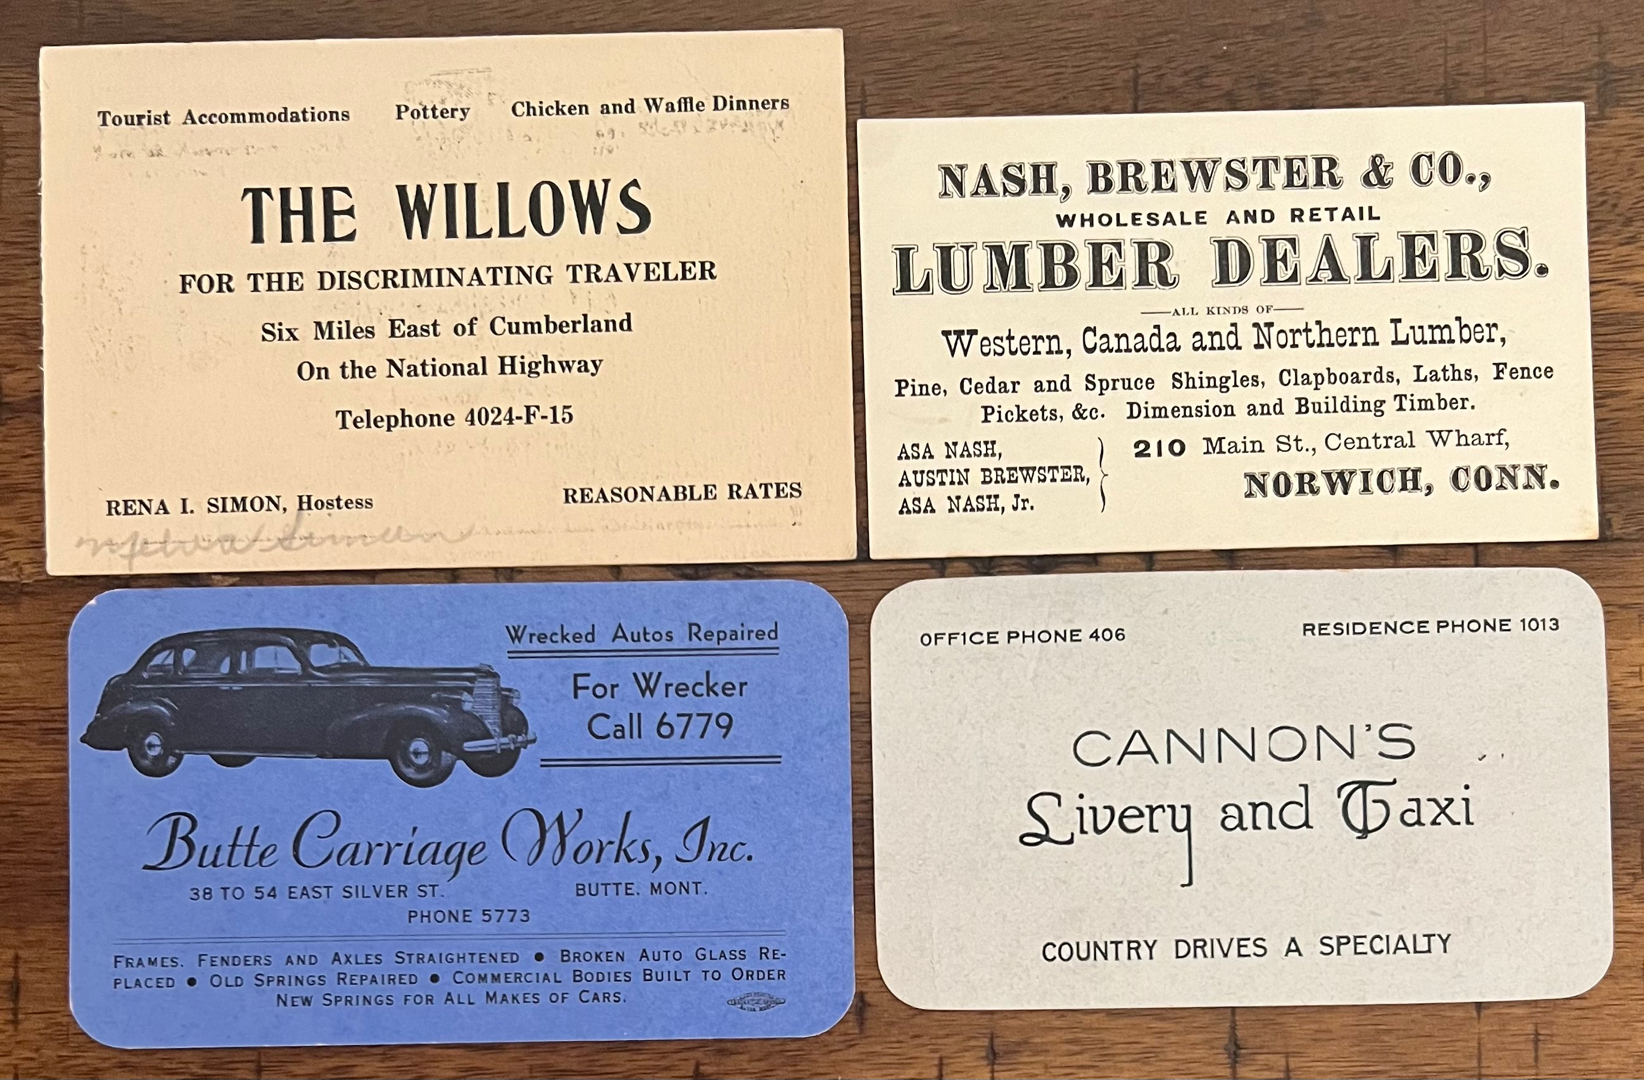 Tourist Accommodations Pottery Chicken and Waffle Dinners
THE WILLOWS
FOR THE DISCRIMINATING TRAVELER
Six Miles East of Cumberland
On the National Highway
Telephone 4024-F-15
RENA I. SIMON, Hostess REASONABLE RATES
Simon
NASH, BREWSTER & CO.,
WHOLESALE AND RETAIL
LUMBER DEALERS.
—ALL KINDS OF—
Western, Canada and Northern Lumber,
Pine, Cedar and Spruce Shingles, Clapboards, Laths, Fence
Pickets, &c. Dimension and Building Timber.
ASA NASH,
AUSTIN BREWSTER,
ASA NASH, Jr.
210 Main St., Central Wharf,
NORWICH, CONN.
Wrecked Autos Repaired
For Wrecker
Call 6779
Butte Carriage Works, Inc.
38 TO 54 EAST SILVER ST. BUTTE. MONT.
PHONE 5773
FRAMES. FENDERS AND AXLES STRAIGHTENED ● BROKEN AUTO GLASS RE-
PLACED ● OLD SPRINGS REPAIRED ● COMMERCIAL BODIES BUILT TO ORDER
NEW SPRINGS FOR ALL MAKES OF CARS.
OFFICE PHONE 406 RESIDENCE PHONE 1013
CANNON'S
Livery and Taxi
COUNTRY DRIVES A SPECIALTY